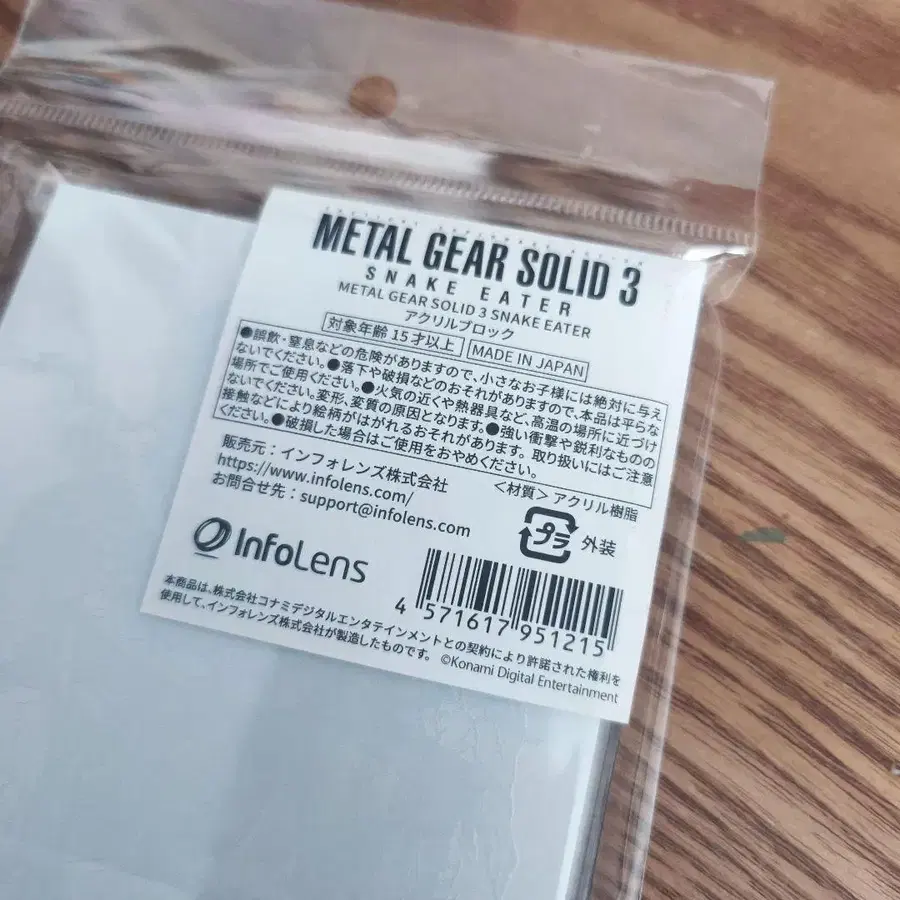 TACTICAL ESPIONAGE ACTION
METAL GEAR SOLID 3
SNAKE EATER
METAL GEAR SOLID 3 SNAKE EATER
アクリルブロック
対象年齢 15才以上 MADE IN JAPAN
●誤飲・窒息などの危険がありますので、小さなお子様には絶対に与え
ないでください。●落下や破損などのおそれがありますので、本品は平らな
場所でご使用ください。●火気の近くや熱器具など、高温の場所に近づけ
ないでください。変形、変質の原因となります。●強い衝撃や鋭利なものの
接触などにより絵柄がはがれるおそれがあります。取り扱いにはご注意
ください。●破損した場合はご使用をおやめください。
販売元：インフォレンズ株式会社
https://www.infolens.com/
お問合せ先：support@infolens.com
＜材質＞アクリル樹脂
プラ 外装
InfoLens
4 571617 951215
本商品は、株式会社コナミデジタルエンタテインメントとの契約により許諾された権利を
使用して、インフォレンズ株式会社が製造したものです。 ©Konami Digital Entertainment